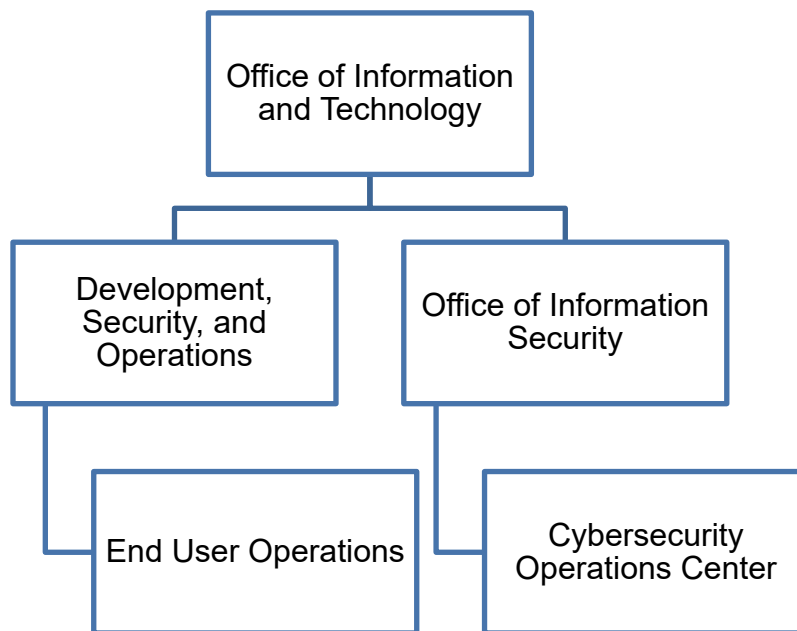 Office of Information
and Technology
Development,
Security, and
Operations
Office of Information
Security
End User Operations
Cybersecurity
Operations Center